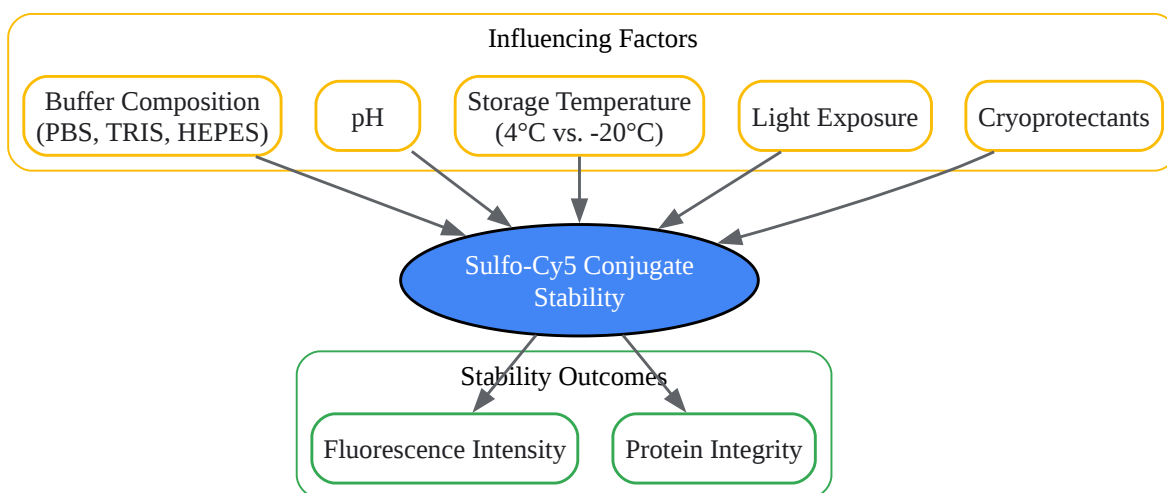 Influencing Factors
Buffer Composition
(PBS, TRIS, HEPES)
pH
Storage Temperature
(4°C vs. -20°C)
Light Exposure
Cryoprotectants
Sulfo-Cy5 Conjugate
Stability
Stability Outcomes
Fluorescence Intensity
Protein Integrity